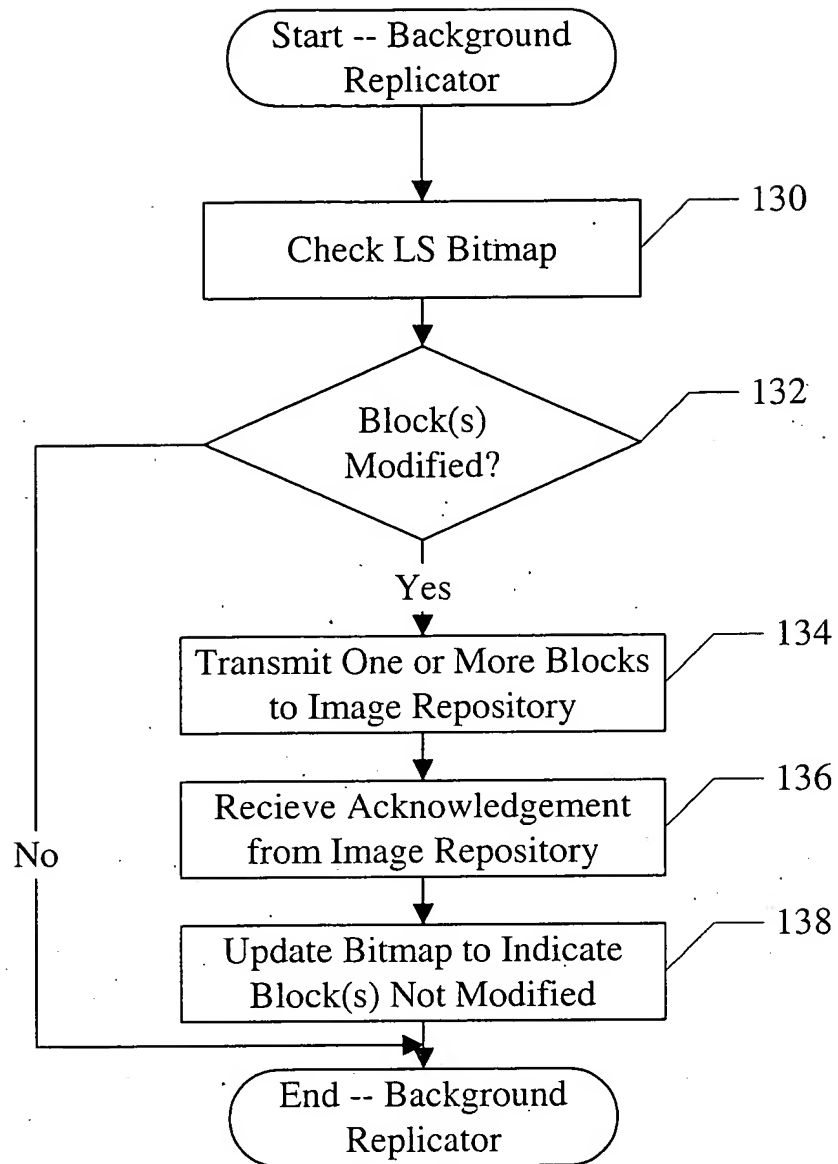 Start -- Background
Replicator
130
Check LS Bitmap
132
Block(s)
Modified?
Yes
134
Transmit One or More Blocks
to Image Repository
136
Recieve Acknowledgement
from Image Repository
No
138
Update Bitmap to Indicate
Block(s) Not Modified
End -- Background
Replicator